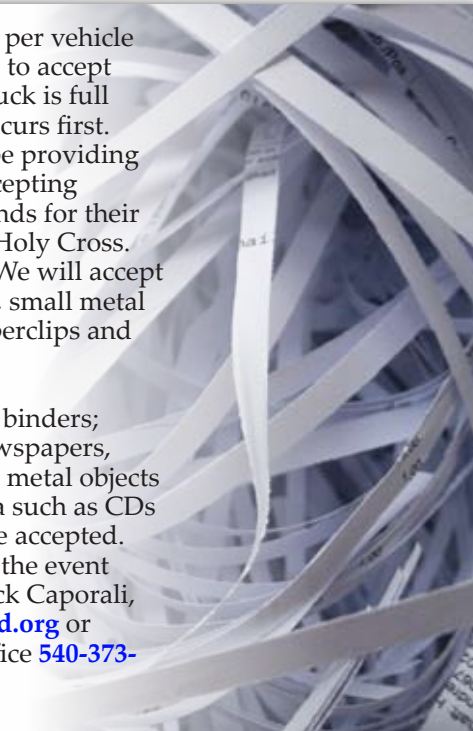 per vehicle
to accept
uck is full
curs first.
e providing
cepting
nds for their
Holy Cross.
We will accept
small metal
perclips and
binders;
wspapers,
metal objects
a such as CDs
e accepted.
the event
ck Caporali,
d.org or
fice 540-373-